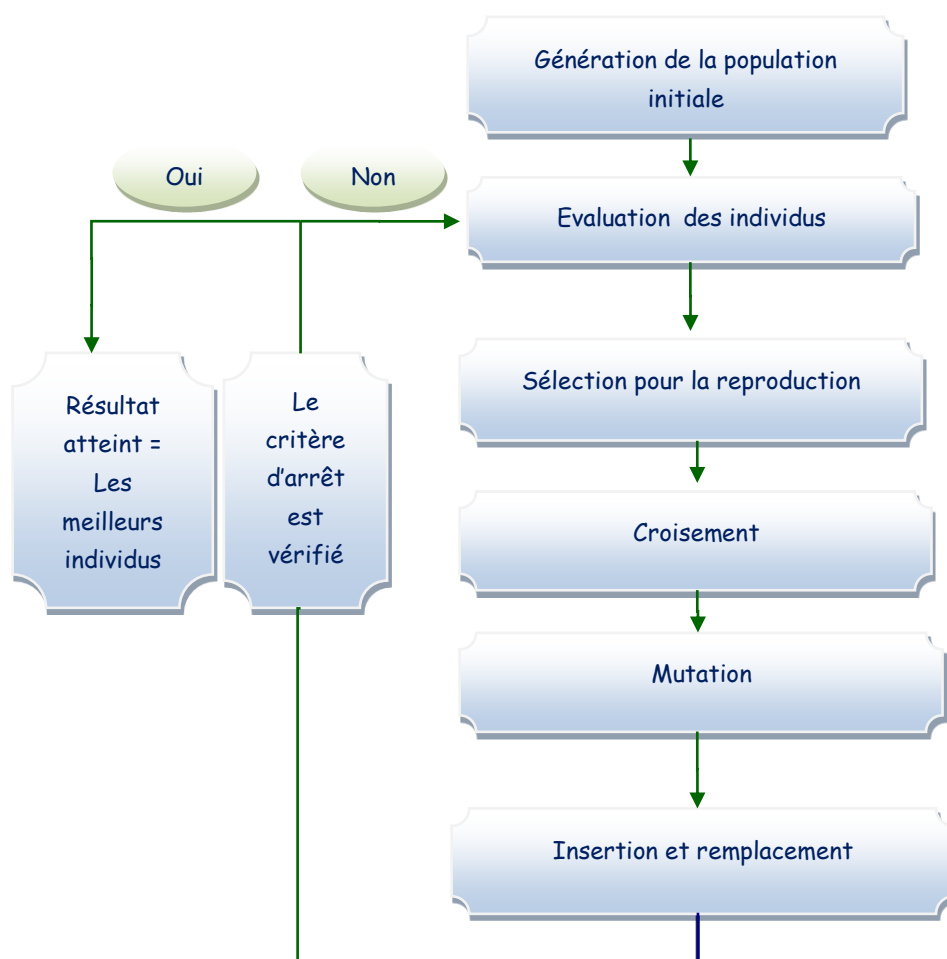 Génération de la population
initiale
Oui
Non
Evaluation des individus
Sélection pour la reproduction
Résultat
atteint =
Les
meilleurs
individus
Le
critère
d'arrêt
est
vérifié
Croisement
Mutation
Insertion et remplacement